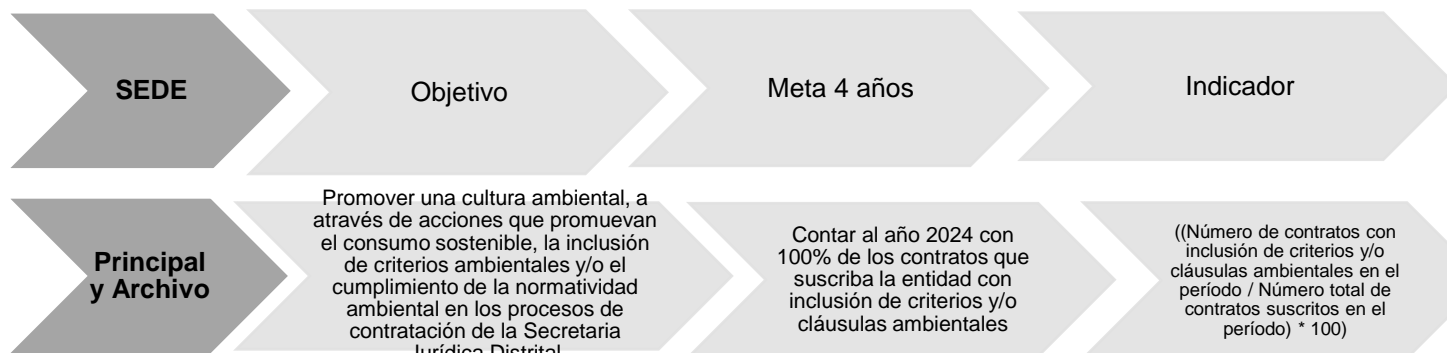 SEDE
Objetivo
Meta 4 años
Indicador
Principal
y Archivo
Promover una cultura ambiental, a
através de acciones que promuevan
el consumo sostenible, la inclusión
de criterios ambientales y/o el
cumplimiento de la normatividad
ambiental en los procesos de
contratación de la Secretaria
Jurídica Distrital
Contar al año 2024 con
100% de los contratos que
suscriba la entidad con
inclusión de criterios y/o
cláusulas ambientales
((Número de contratos con
inclusión de criterios y/o
cláusulas ambientales en el
período / Número total de
contratos suscritos en el
período) * 100)